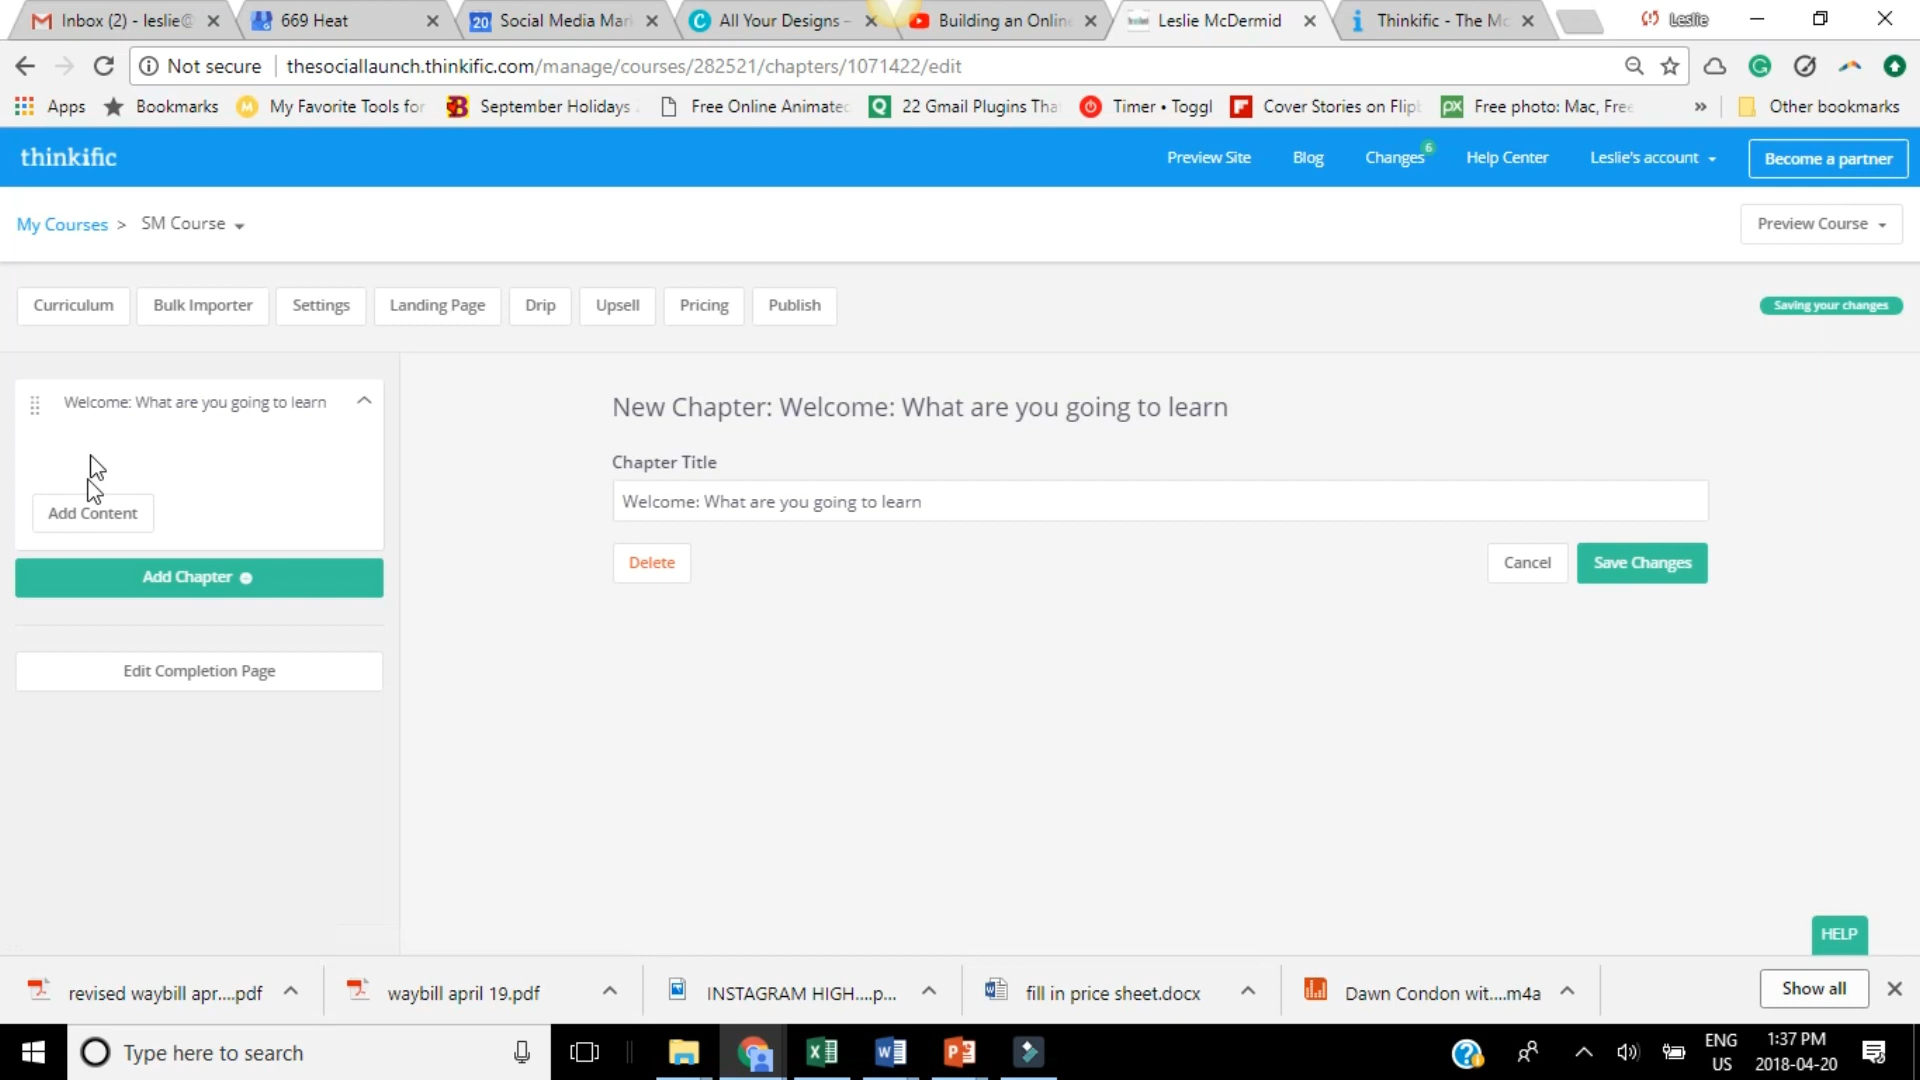 Inbox (2) - leslie@
669 Heat
20
Social Media Mar
All Your Designs -
Building an Onlin
Leslie McDermid
Thinkific - The Mo
Leslie
Not secure
thesociallaunch.thinkific.com/manage/courses/282521/chapters/1071422/edit
Apps
Bookmarks
My Favorite Tools for
September Holidays
Free Online Animate
22 Gmail Plugins Tha
Timer • Toggl
Cover Stories on Flip
Free photo: Mac, Fre
»
Other bookmarks
thinkific
Preview Site
Blog
Changes
6
Help Center
Leslie's account
Become a partner
My Courses >
SM Course
Preview Course
Curriculum
Bulk Importer
Settings
Landing Page
Drip
Upsell
Pricing
Publish
Saving your changes
Welcome: What are you going to learn
Add Content
Add Chapter
Edit Completion Page
New Chapter: Welcome: What are you going to learn
Chapter Title
Welcome: What are you going to learn
Delete
Cancel
Save Changes
HELP
revised waybill apr....pdf
waybill april 19.pdf
INSTAGRAM HIGH....p...
fill in price sheet.docx
Dawn Condon wit....m4a
Show all
Type here to search
ENG
US
1:37 PM
2018-04-20